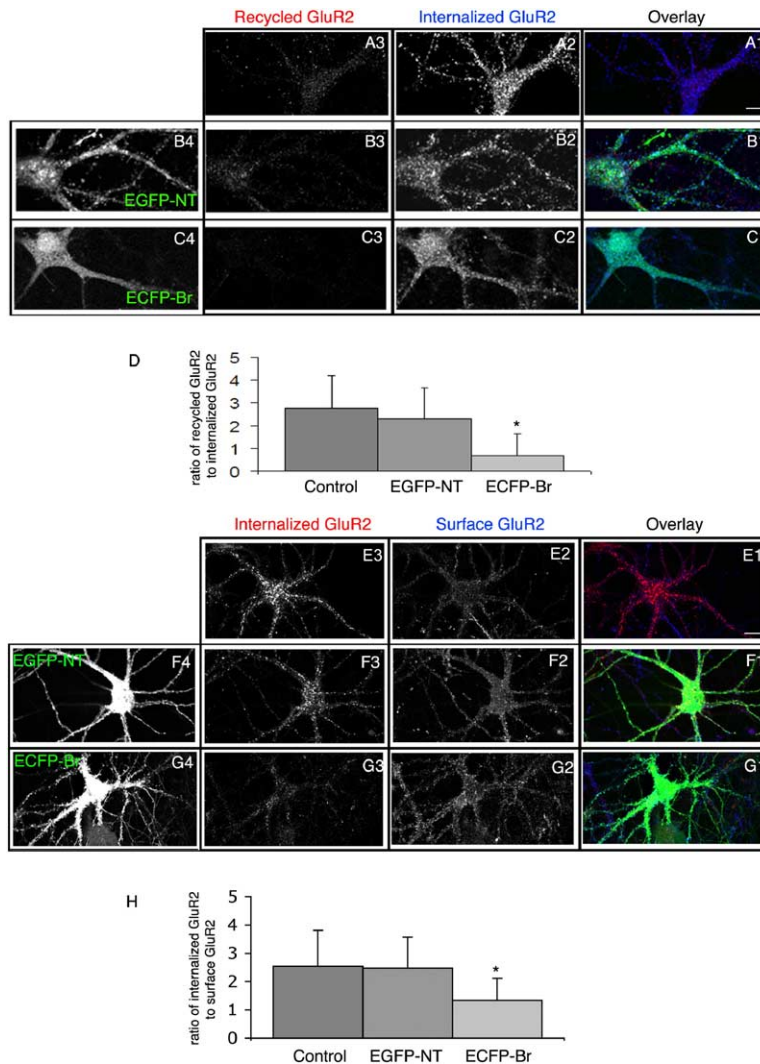 Recycled GluR2 Internalized GluR2 Overlay
A3 A2 A1
B4 B3 B2 B1
EGFP-NT
C4 C3 C2 C
ECFP-Br
D
ratio of recycled GluR2
to internalized GluR2
5
4
3
2
1
0
*
Control EGFP-NT ECFP-Br
Internalized GluR2 Surface GluR2 Overlay
E3 E2 E1
EGFP-NT F4 F3 F2 F1
ECFP-Br
G4 G3 G2 G1
H
ratio of internalized GluR2
to surface GluR2
5
4
3
2
1
0
*
Control EGFP-NT ECFP-Br